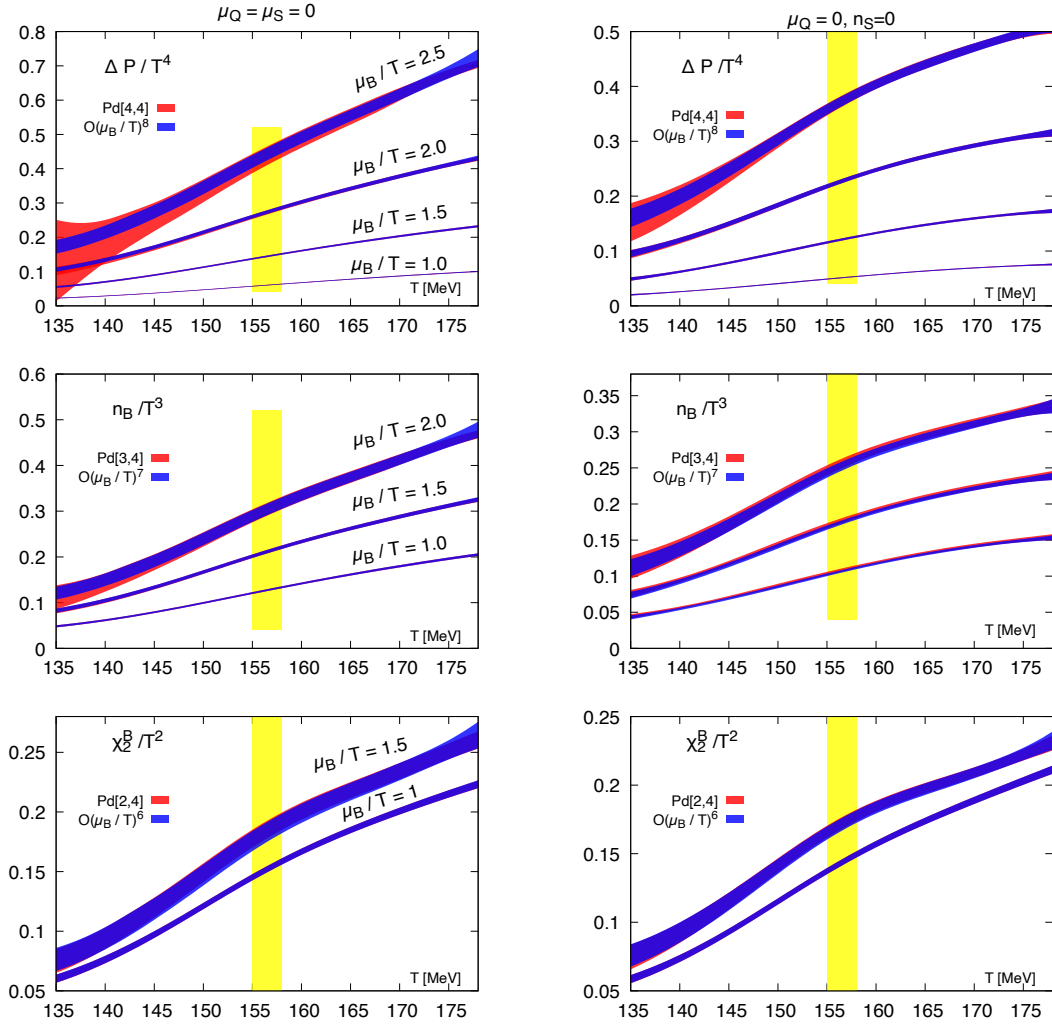 μQ = μS = 0
0.8
0.7
0.6
0.5
0.4
0.3
0.2
0.1
0
Δ P / T⁴
Pd[4,4]
O(μB / T)⁸
μB / T = 2.5
μB / T = 2.0
μB / T = 1.5
μB / T = 1.0
T [MeV]
135 140 145 150 155 160 165 170 175
μQ = 0, nS=0
0.5
0.4
0.3
0.2
0.1
0
Δ P /T⁴
Pd[4,4]
O(μB / T)⁸
T [MeV]
135 140 145 150 155 160 165 170 175
0.6
0.5
0.4
0.3
0.2
0.1
0
nB /T³
Pd[3,4]
O(μB / T)⁷
μB / T = 2.0
μB / T = 1.5
μB / T = 1.0
T [MeV]
135 140 145 150 155 160 165 170 175
0.35
0.3
0.25
0.2
0.15
0.1
0.05
0
nB /T³
Pd[3,4]
O(μB / T)⁷
T [MeV]
135 140 145 150 155 160 165 170 175
0.25
0.2
0.15
0.1
0.05
χ₂ᴮ/T²
Pd[2,4]
O(μB / T)⁶
μB / T = 1.5
μB / T = 1
T [MeV]
135 140 145 150 155 160 165 170 175
0.25
0.2
0.15
0.1
0.05
χ₂ᴮ/T²
Pd[2,4]
O(μB / T)⁶
T [MeV]
135 140 145 150 155 160 165 170 175